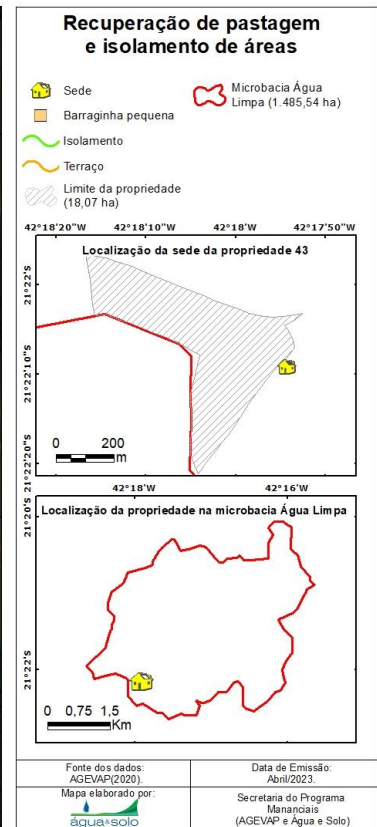 Recuperação de pastagem
e isolamento de áreas
Sede
Barraginha pequena
Isolamento
Terraço
Limite da propriedade
(18,07 ha)
Microbacia Água
Limpa (1.485,54 ha)
42°18'20"W 42°18'10"W 42°18'W 42°17'50"W
Localização da sede da propriedade 43
21°22'S
21°22'10"S
21°22'20"S
0 200
m
42°18'W 42°16'W
Localização da propriedade na microbacia Água Limpa
21°20'S
21°22'S
0 0,75 1,5
Km
Fonte dos dados:
AGEVAP(2020).
Data de Emissão:
Abril/2023.
Mapa elaborado por:
água&solo
Secretaria do Programa
Mananciais
(AGEVAP e Água e Solo)